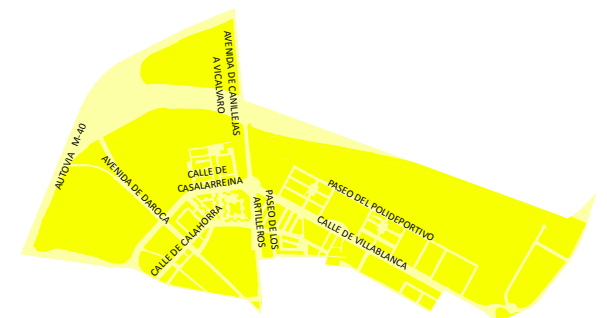 AVENIDA DE CANILLEJAS
A VICALVARO
AUTOVIA M-40
AVENIDA DE DAROCA
CALLE DE
CASALARREINA
CALLE DE CALAHORRA
PASEO DE LOS
ARTILLEROS
PASEO DEL POLIDEPORTIVO
CALLE DE VILLABLANCA